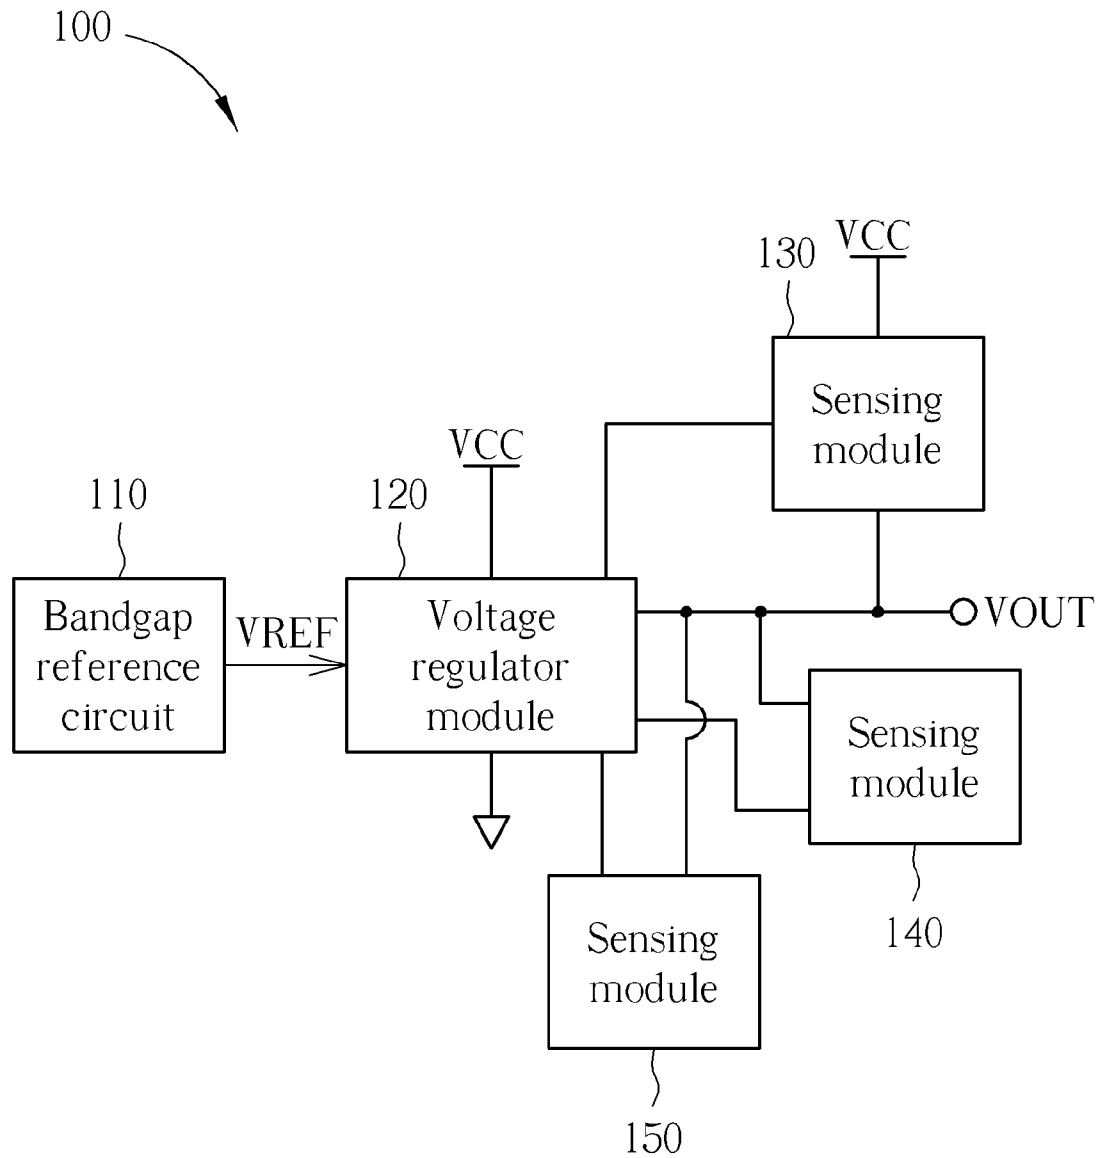 100
VCC
130
Sensing
module
VCC
110
120
Bandgap
reference
circuit
VREF
Voltage
regulator
module
VOUT
Sensing
module
140
Sensing
module
150